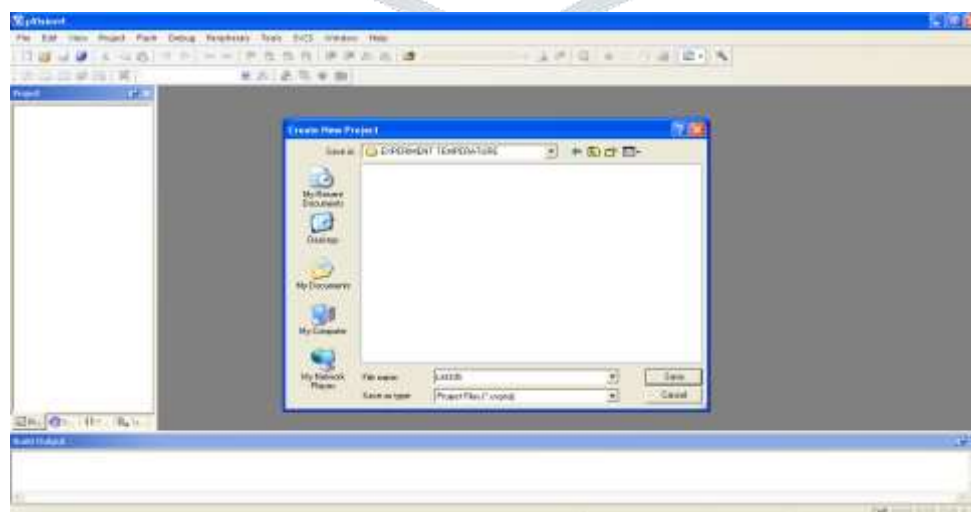 µVision4
File Edit View Project Flash Debug Peripherals Tools SVCS Window Help
Project
Create New Project
Save in: EXPERIMENT TEMPERATURE
My Recent
Documents
Desktop
My Documents
My Computer
My Network
Places
File name:
Save
Save as type: Project Files (*.uvproj)
Cancel
Build Output